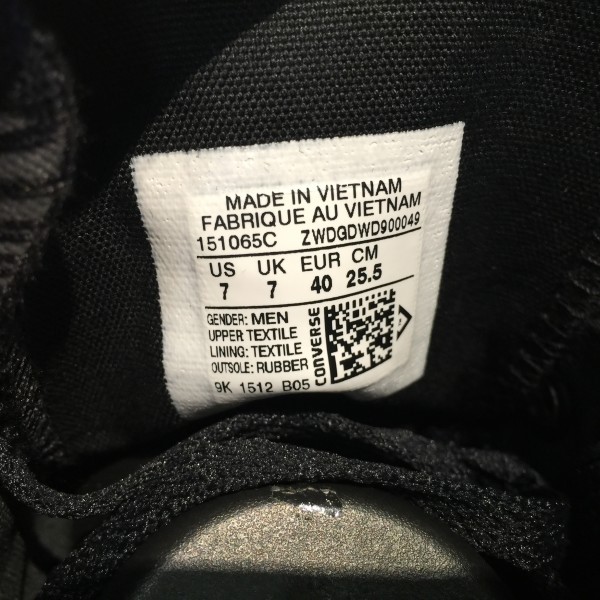 MADE IN VIETNAM
FABRIQUE AU VIETNAM
151065C ZWDGDWD900049
US UK EUR CM
7 7 40 25.5
GENDER: MEN
UPPER: TEXTILE
LINING: TEXTILE
OUTSOLE: RUBBER
CONVERSE
9K 1512 B05